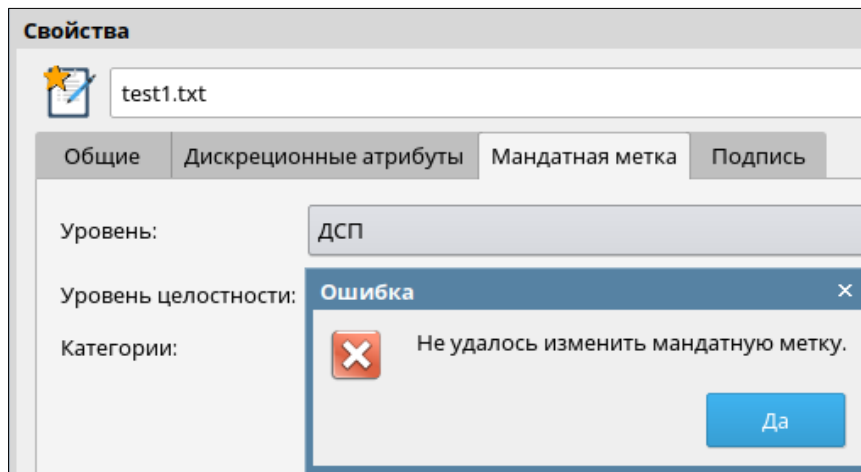 Свойства
test1.txt
Общие Дискреционные атрибуты Мандатная метка Подпись
Уровень: ДСП
Уровень целостности:
Ошибка
Категории:
Не удалось изменить мандатную метку.
Да